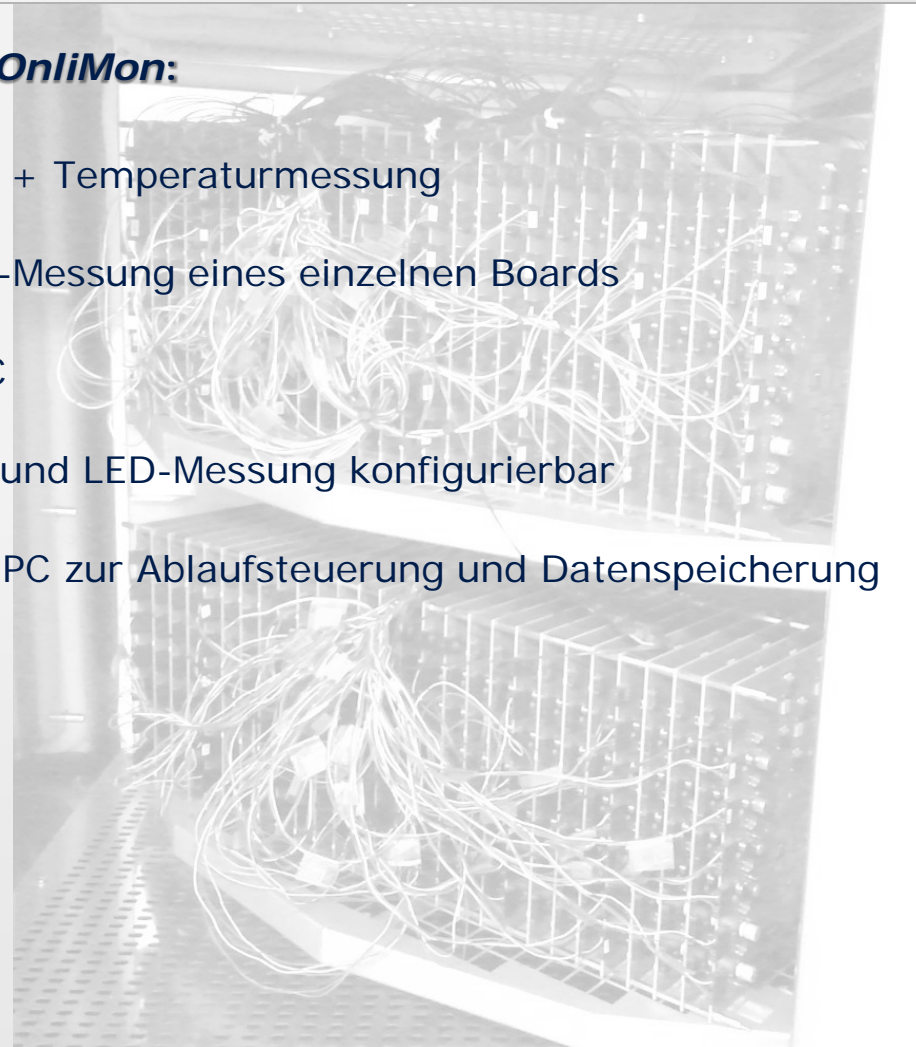 OnliMon:
+ Temperaturmessung
-Messung eines einzelnen Boards
und LED-Messung konfigurierbar
PC zur Ablaufsteuerung und Datenspeicherung